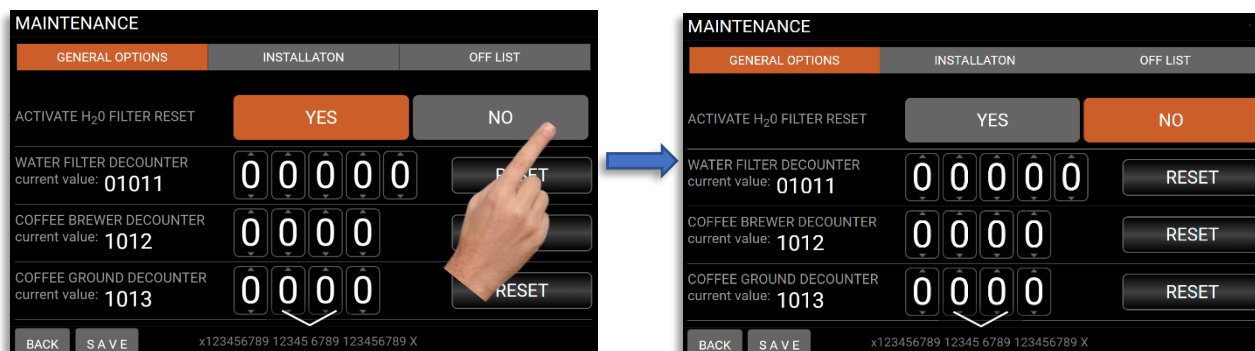 MAINTENANCE
GENERAL OPTIONS INSTALLATON OFF LIST
ACTIVATE H₂0 FILTER RESET YES NO
WATER FILTER DECOUNTER
current value: 01011 0 0 0 0 0
COFFEE BREWER DECOUNTER
current value: 1012 0 0 0 0
COFFEE GROUND DECOUNTER
current value: 1013 0 0 0 0 RESET
BACK SAVE x123456789 12345 6789 123456789 X
MAINTENANCE
GENERAL OPTIONS INSTALLATON OFF LIST
ACTIVATE H₂0 FILTER RESET YES NO
WATER FILTER DECOUNTER
current value: 01011 0 0 0 0 0 RESET
COFFEE BREWER DECOUNTER
current value: 1012 0 0 0 0 RESET
COFFEE GROUND DECOUNTER
current value: 1013 0 0 0 0 RESET
BACK SAVE x123456789 12345 6789 123456789 X